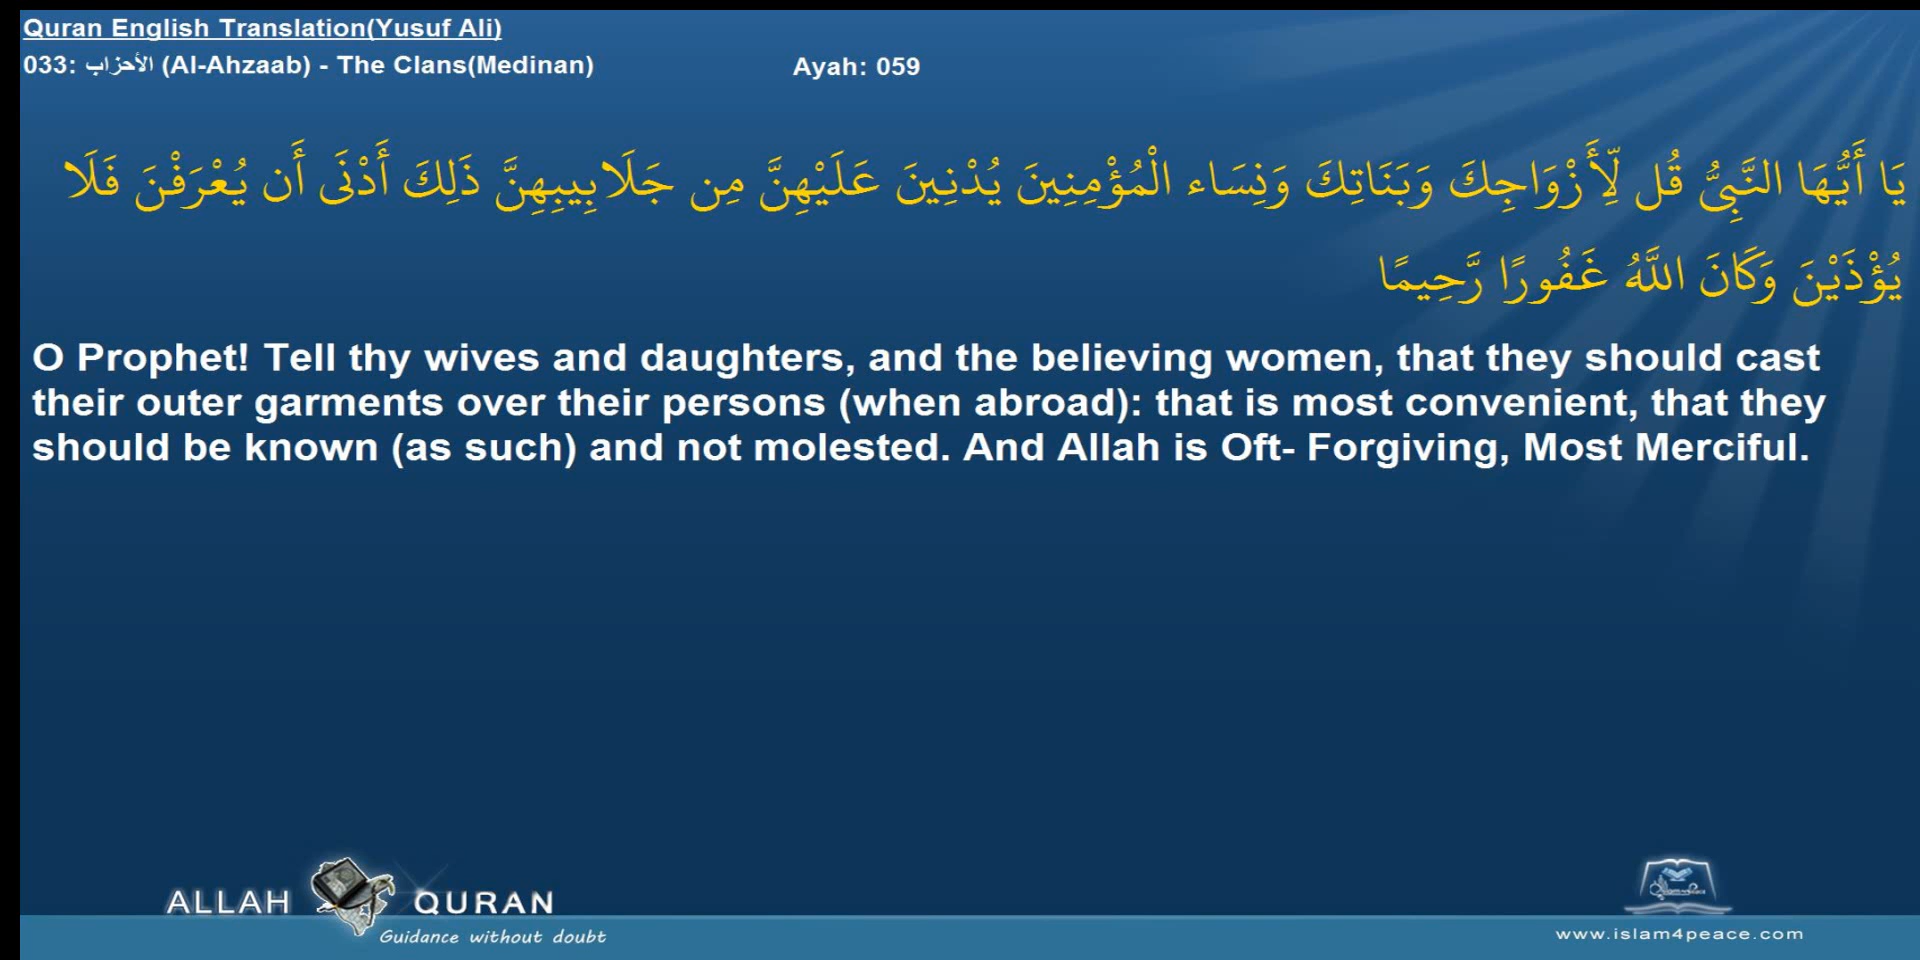 Quran English Translation(Yusuf Ali)
033: الأحزاب (Al-Ahzaab) - The Clans(Medinan) Ayah: 059
يَا أَيُّهَا النَّبِيُّ قُل لِّأَزْوَاجِكَ وَبَنَاتِكَ وَنِسَاء الْمُؤْمِنِينَ يُدْنِينَ عَلَيْهِنَّ مِن جَلَابِيبِهِنَّ ذَلِكَ أَدْنَى أَن يُعْرَفْنَ فَلَا
يُؤْذَيْنَ وَكَانَ اللَّهُ غَفُورًا رَّحِيمًا
O Prophet! Tell thy wives and daughters, and the believing women, that they should cast
their outer garments over their persons (when abroad): that is most convenient, that they
should be known (as such) and not molested. And Allah is Oft- Forgiving, Most Merciful.
ALLAH QURAN
Guidance without doubt
www.islam4peace.com